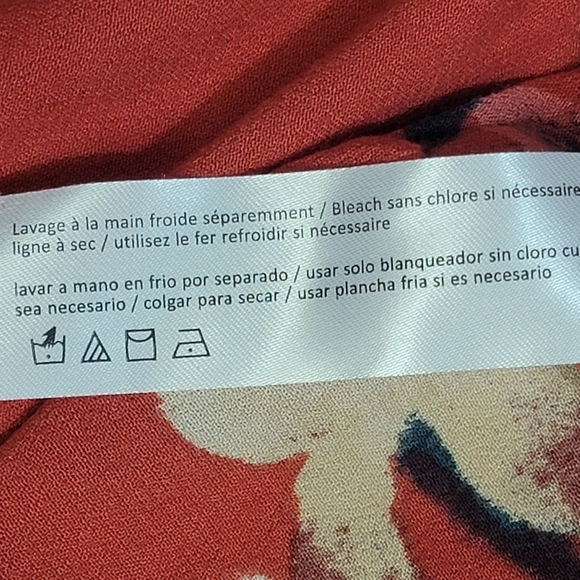 Lavage à la main froide séparemment / Bleach sans chlore si nécessaire
ligne à sec / utilisez le fer refroidir si nécessaire
lavar a mano en frio por separado / usar solo blanqueador sin cloro cu
sea necesario / colgar para secar / usar plancha fria si es necesario